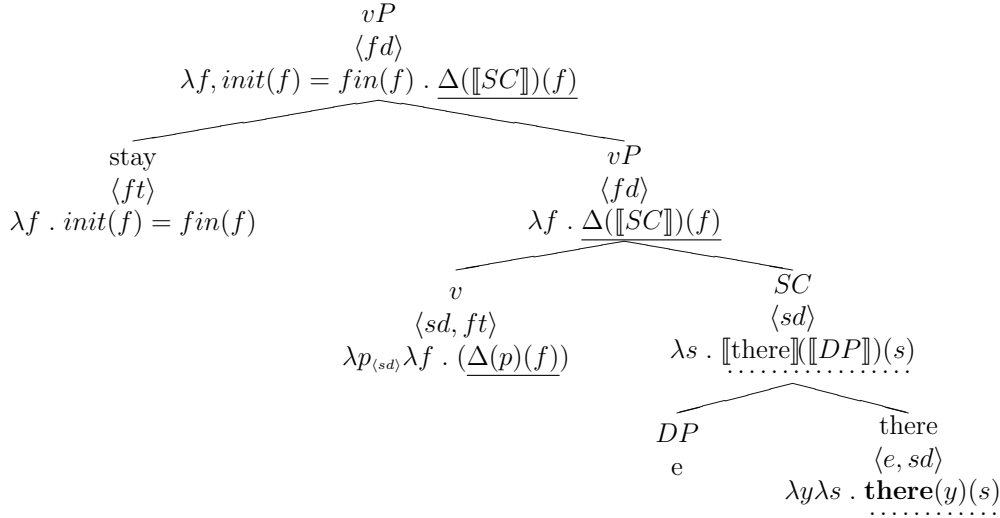 vP
⟨fd⟩
λf, init(f) = fin(f) . Δ(⟦SC⟧)(f)
stay
⟨ft⟩
λf . init(f) = fin(f)
vP
⟨fd⟩
λf . Δ(⟦SC⟧)(f)
v
⟨sd, ft⟩
λp⟨sd⟩λf . (Δ(p)(f))
SC
⟨sd⟩
λs . ⟦there⟧(⟦DP⟧)(s)
DP
e
there
⟨e, sd⟩
λyλs . there(y)(s)